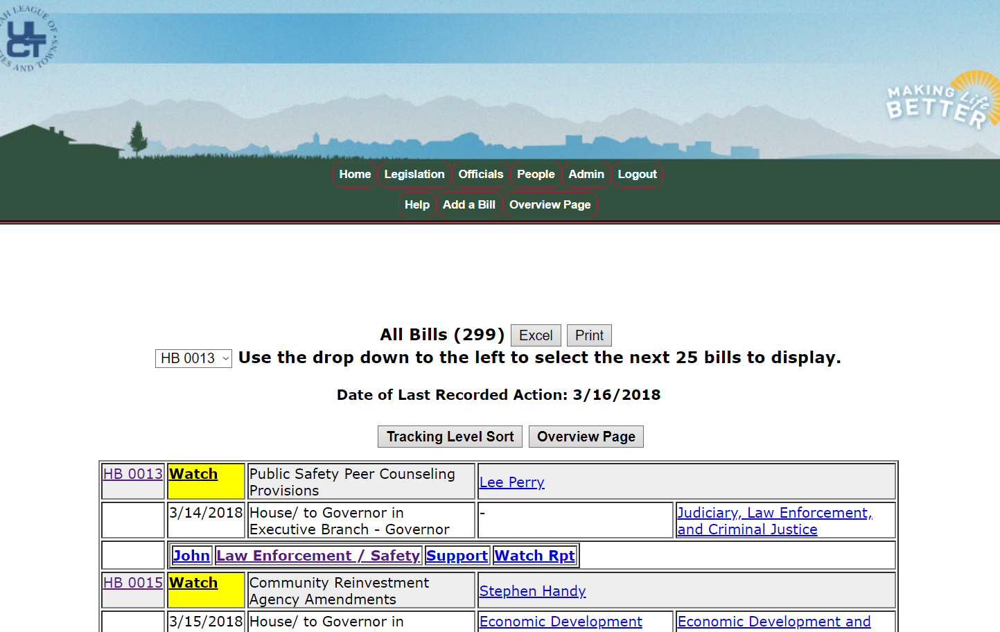 UTAH LEAGUE OF
ULCT
CITIES AND TOWNS
MAKING Life
BETTER
Home Legislation Officials People Admin Logout
Help Add a Bill Overview Page
All Bills (299) Excel Print
HB 0013 Use the drop down to the left to select the next 25 bills to display.
Date of Last Recorded Action: 3/16/2018
Tracking Level Sort Overview Page
HB 0013 Watch Public Safety Peer Counseling Provisions Lee Perry
3/14/2018 House/ to Governor in Executive Branch - Governor - Judiciary, Law Enforcement, and Criminal Justice
John Law Enforcement / Safety Support Watch Rpt
HB 0015 Watch Community Reinvestment Agency Amendments Stephen Handy
3/15/2018 House/ to Governor in Economic Development Economic Development and